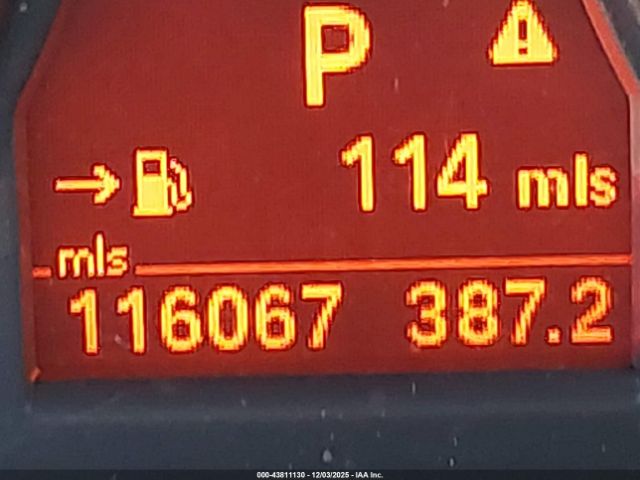 P
114 mls
mls
116067 387.2
000-43811130 - 12/03/2025 - IAA Inc.